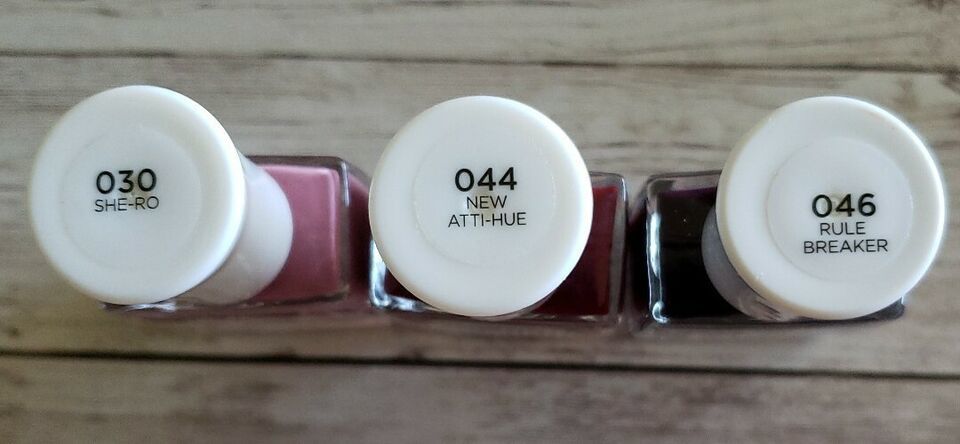 030
SHE-RO
044
NEW
ATTI-HUE
046
RULE
BREAKER